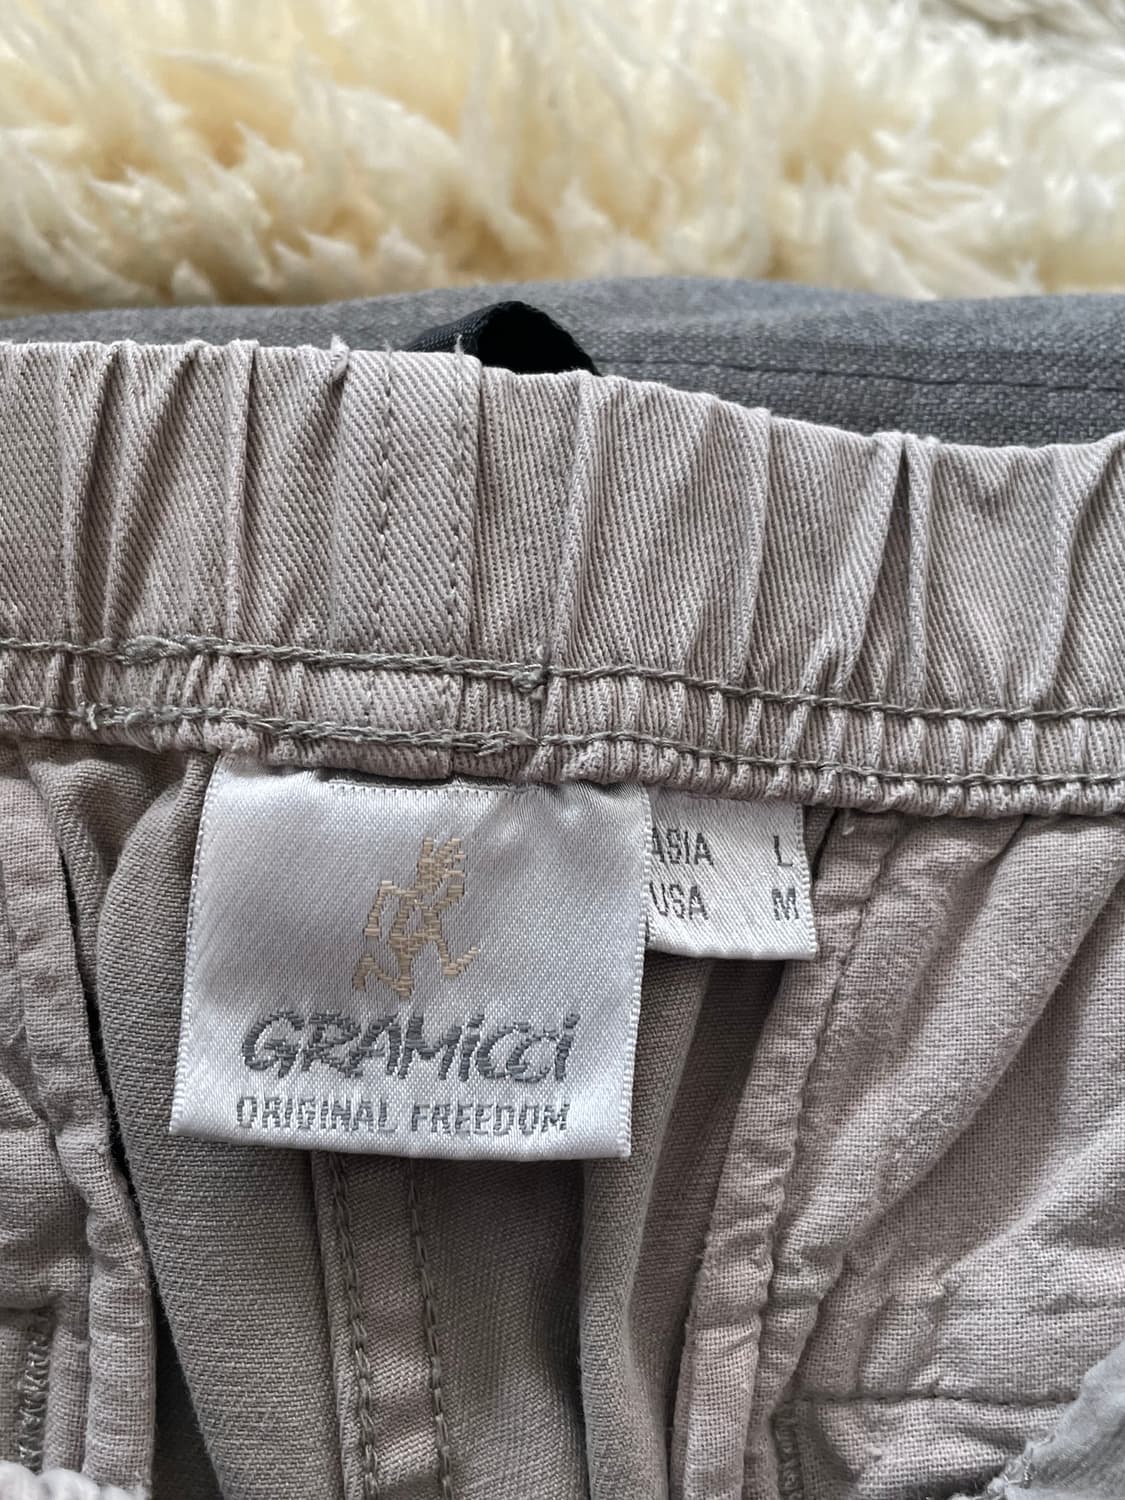 GRAMicci
ORIGINAL FREEDOM
ASIA L
USA M